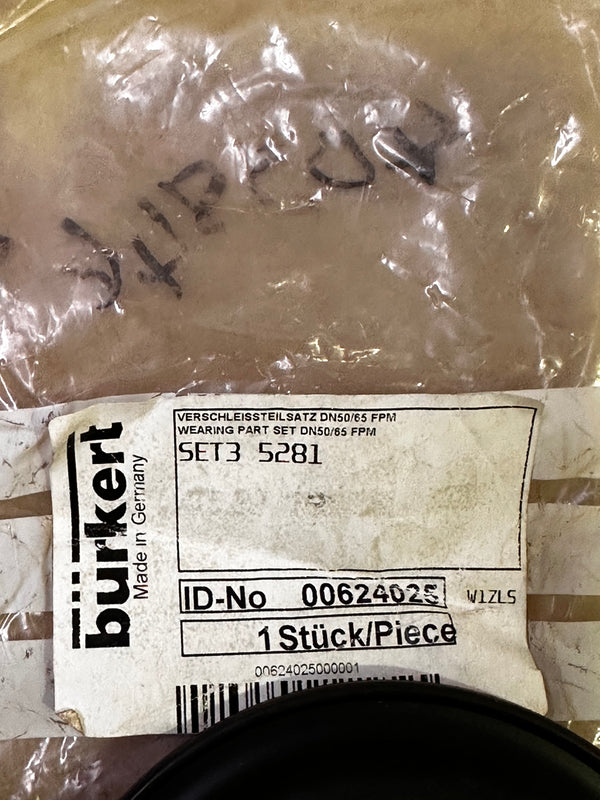 bürkert
Made in Germany
VERSCHLEISSTEILSATZ DN50/65 FPM
WEARING PART SET DN50/65 FPM
SET3 5281
ID-No 00624025
W1ZLS
1 Stück/Piece
00624025000001